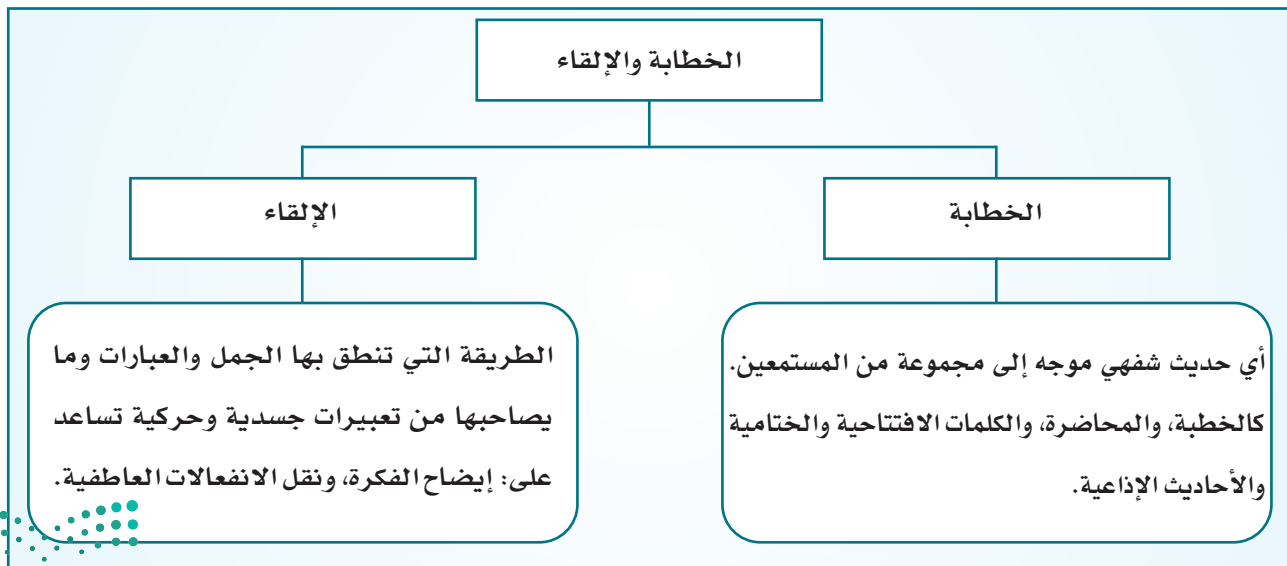 الخطابة والإلقاء
الخطابة
أي حديث شفهي موجه إلى مجموعة من المستمعين.
كالخطبة، والمحاضرة، والكلمات الافتتاحية والختامية
والأحاديث الإذاعية.
الإلقاء
الطريقة التي تنطق بها الجمل والعبارات وما
يصاحبها من تعبيرات جسدية وحركية تساعد
على: إيضاح الفكرة، ونقل الانفعالات العاطفية.